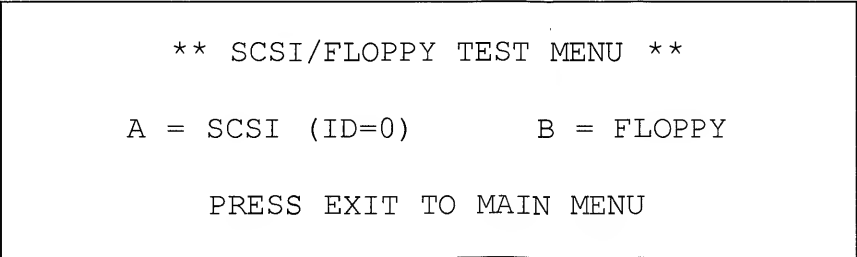 ** SCSI/FLOPPY TEST MENU **
A = SCSI (ID=0) B = FLOPPY
PRESS EXIT TO MAIN MENU